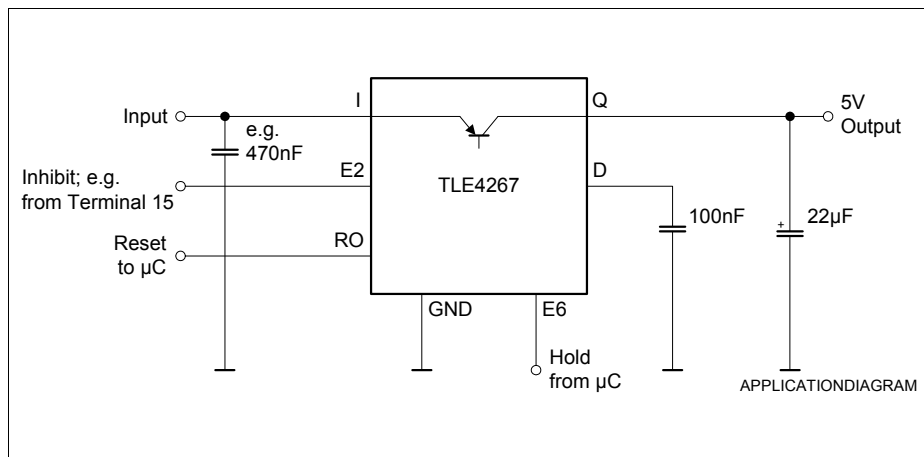 I
Q
Input
e.g.
470nF
5V
Output
Inhibit; e.g.
from Terminal 15
E2
TLE4267
D
100nF
+
22µF
Reset
to µC
RO
GND
E6
Hold
from µC
APPLICATIONDIAGRAM